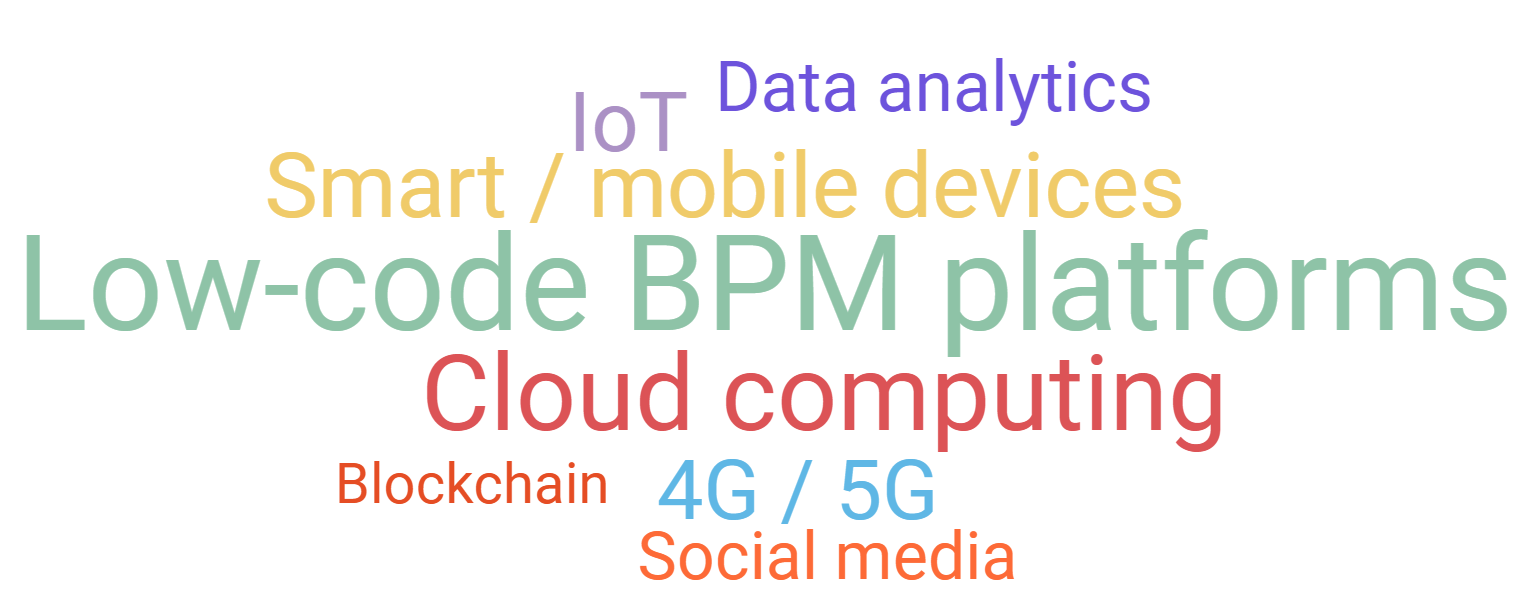 Data analytics
IoT
Smart / mobile devices
Low-code BPM platforms
Cloud computing
Blockchain
4G / 5G
Social media